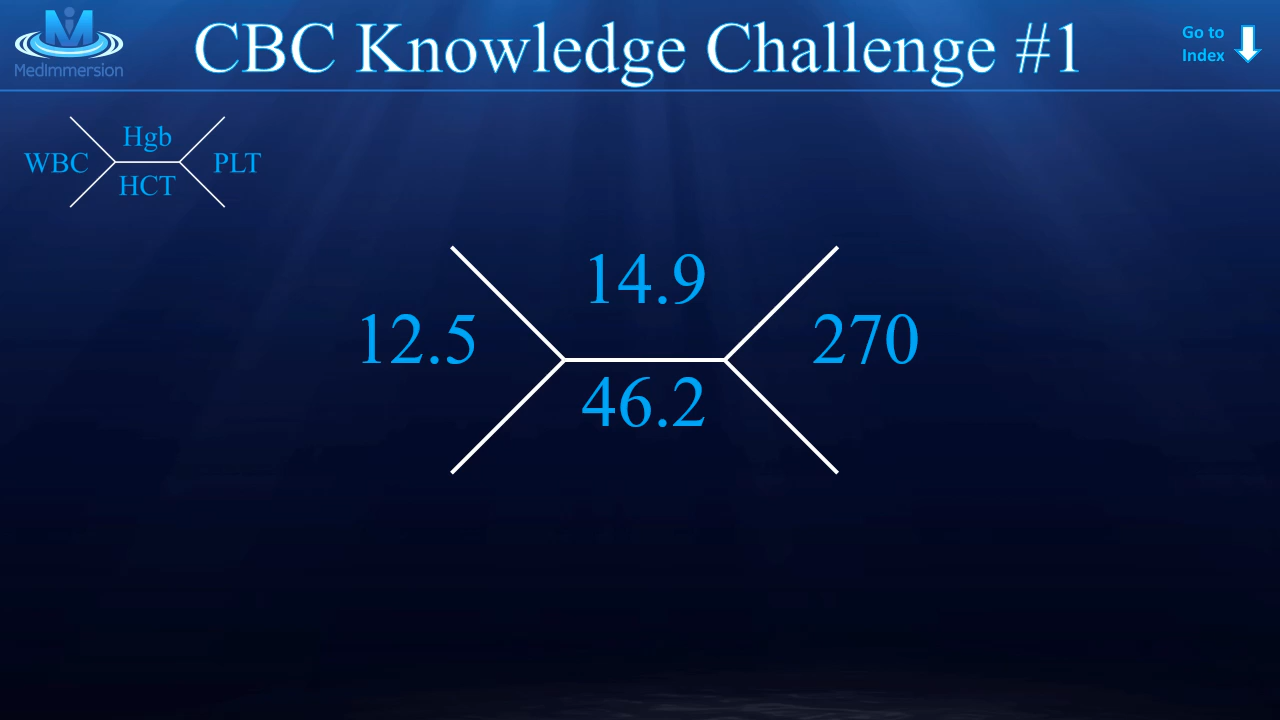 MedImmersion
CBC Knowledge Challenge #1
Go to
Index
Hgb
WBC
PLT
HCT
14.9
12.5
270
46.2